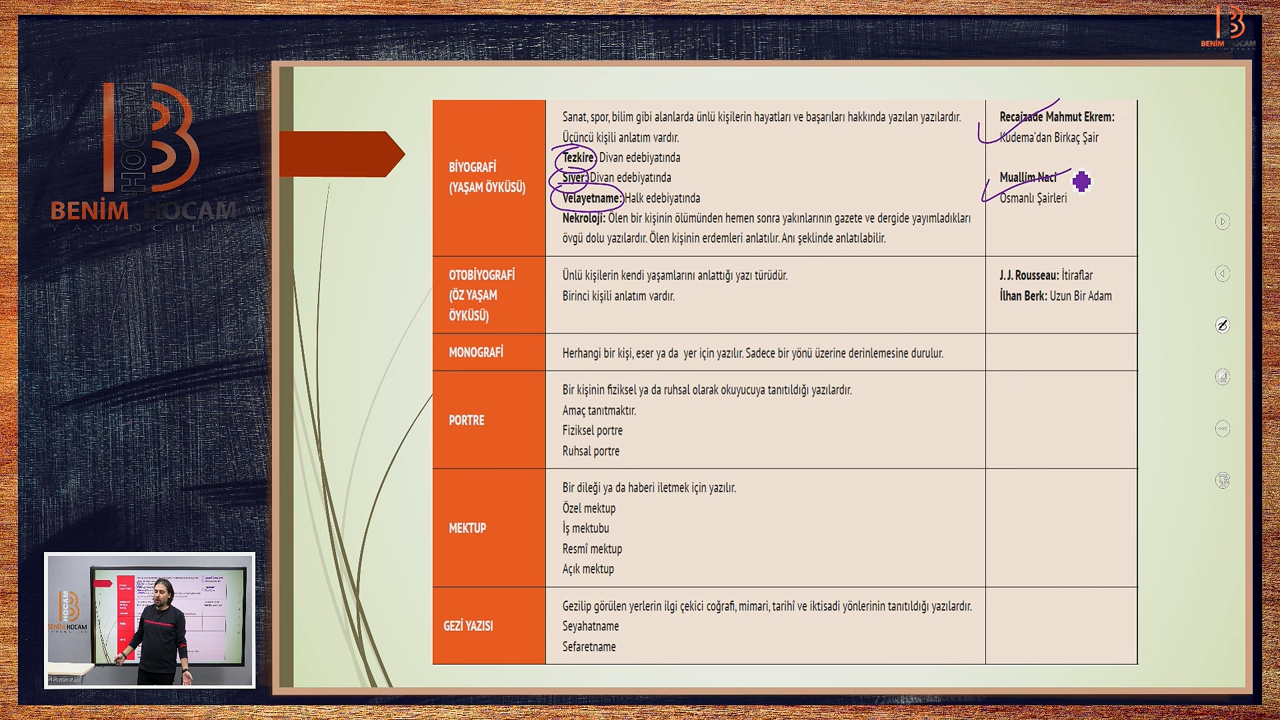 BENİM HOCAM
HOCAM
BENİM HOCAM
BİYOGRAFİ
(YAŞAM ÖYKÜSÜ)
Sanat, spor, bilim gibi alanlarda ünlü kişilerin hayatları ve başarıları hakkında yazılan yazılardır.
Üçüncü kişili anlatım vardır.
Tezkire: Divan edebiyatında
Siyer: Divan edebiyatında
Velayetname: Halk edebiyatında
Nekroloji: Ölen bir kişinin ölümünden hemen sonra yakınlarının gazete ve dergide yayımladıkları
övgü dolu yazılardır. Ölen kişinin erdemleri anlatılır. Anı şeklinde anlatılabilir.
Recaizade Mahmut Ekrem:
Kudema'dan Birkaç Şair
Muallim Naci
Osmanlı Şairleri
OTOBİYOGRAFİ
(ÖZ YAŞAM
ÖYKÜSÜ)
Ünlü kişilerin kendi yaşamlarını anlattığı yazı türüdür.
Birinci kişili anlatım vardır.
J. J. Rousseau: İtiraflar
İlhan Berk: Uzun Bir Adam
MONOGRAFİ
Herhangi bir kişi, eser ya da yer için yazılır. Sadece bir yönü üzerine derinlemesine durulur.
PORTRE
Bir kişinin fiziksel ya da ruhsal olarak okuyucuya tanıtıldığı yazılardır.
Amaç tanıtmaktır.
Fiziksel portre
Ruhsal portre
MEKTUP
Bir dileği ya da haberi iletmek için yazılır.
Özel mektup
İş mektubu
Resmî mektup
Açık mektup
GEZİ YAZISI
Gezilip görülen yerlerin ilgi çekici coğrafi, mimari, tarihî ve iktisadi yönlerinin tanıtıldığı yazılardır.
Seyahatname
Sefaretname